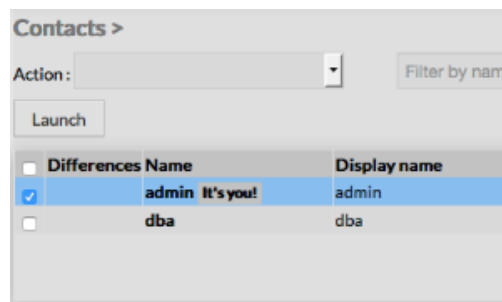 Contacts >
Action :
Filter by nam
Launch
Differences Name Display name
admin It's you! admin
dba dba